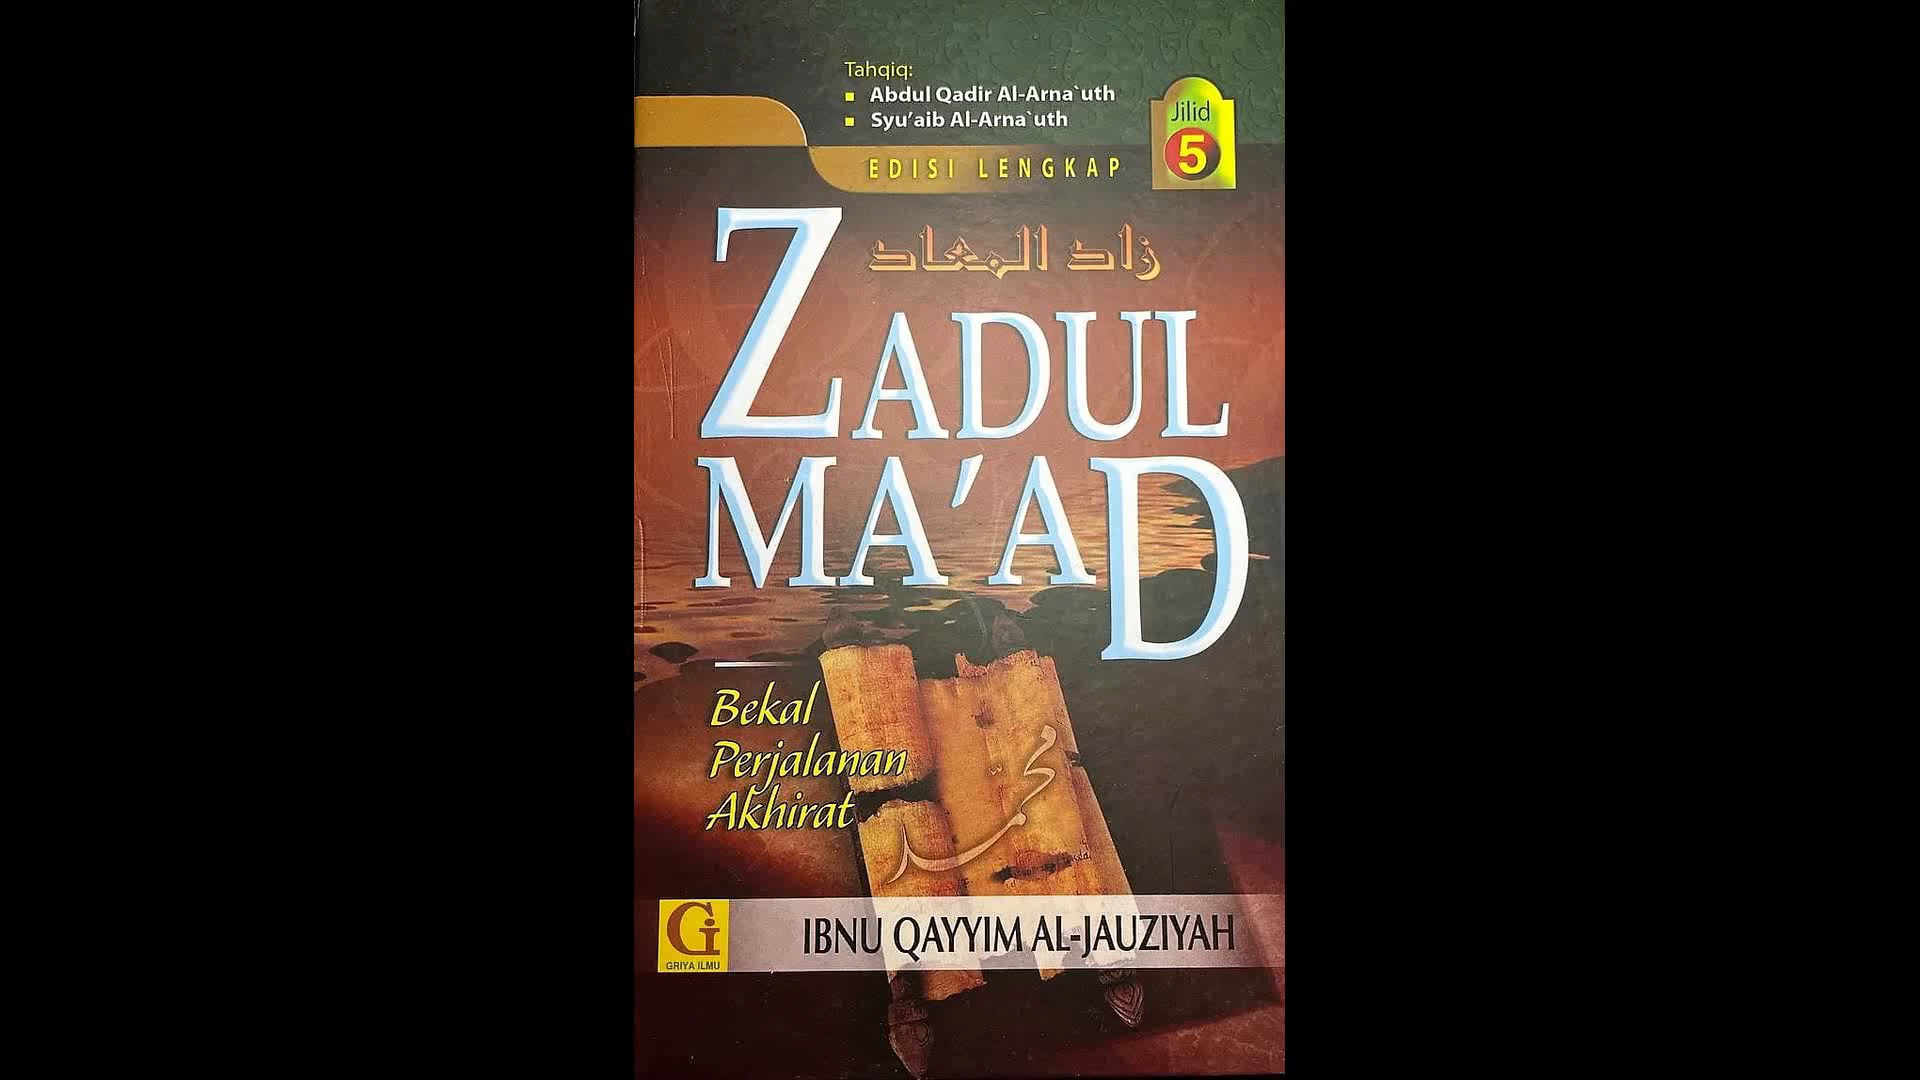 Tahqiq:
Abdul Qadir Al-Arna`uth
Syu'aib Al-Arna`uth
Jilid
5
EDISI LENGKAP
زاد المعاد
ZADUL
MA'AD
Bekal
Perjalanan
Akhirat
محمد
Gi
GRIYA ILMU
IBNU QAYYIM AL-JAUZIYAH